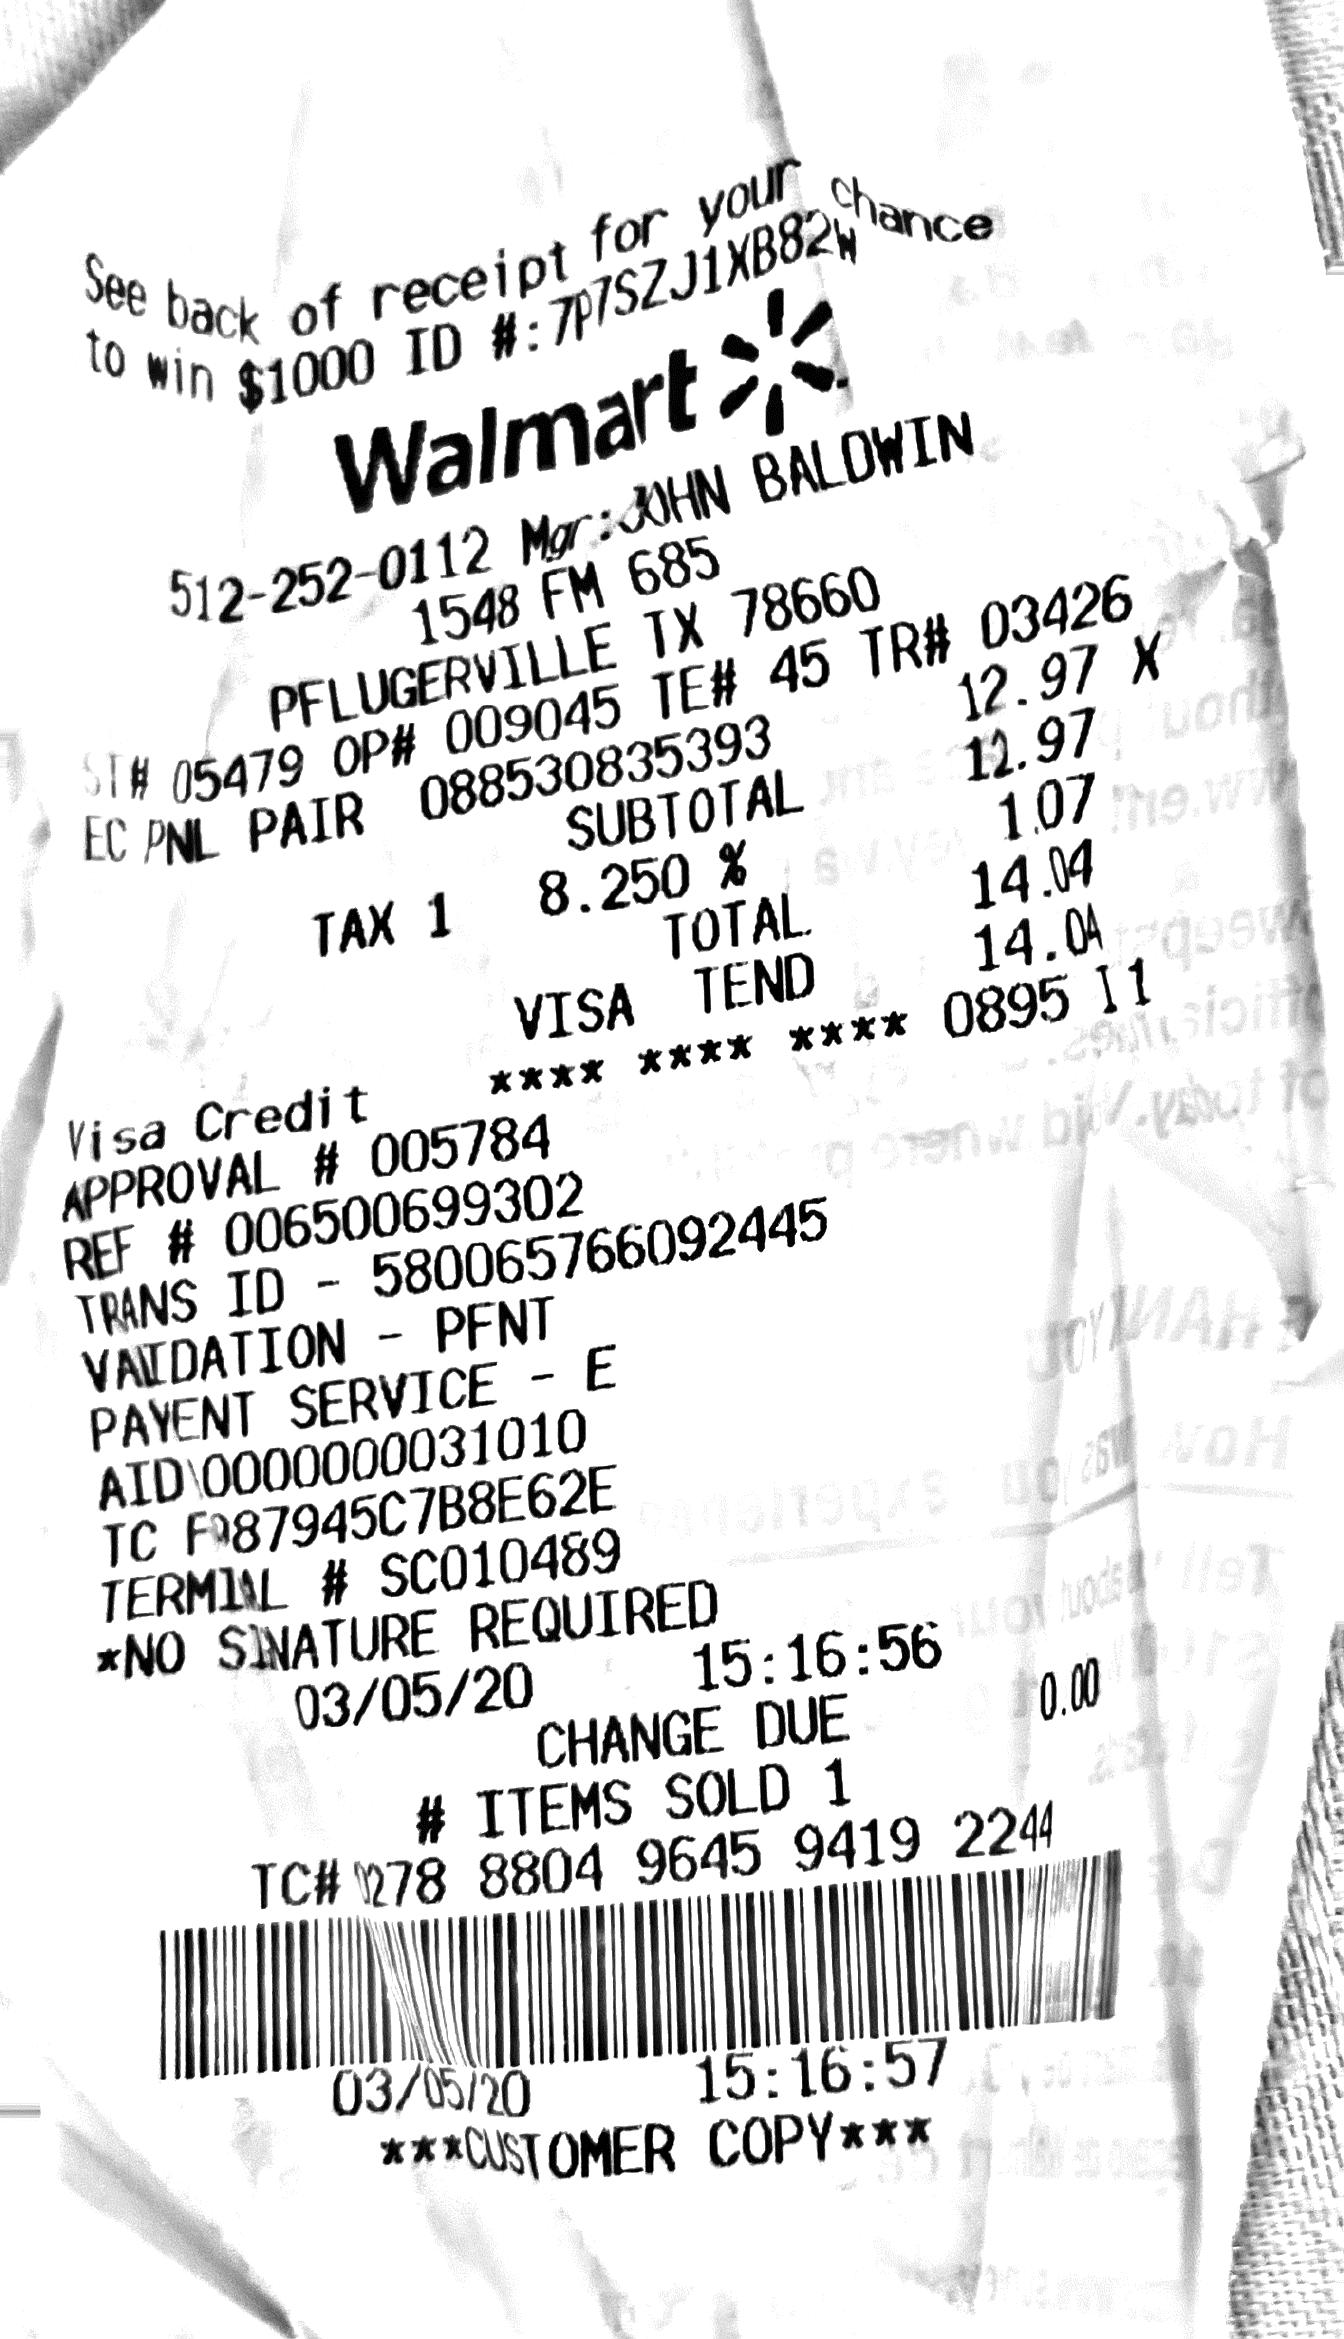 See back of receipt for your chance
to win $1000 ID #:7P7SZJ1XB82W
Walmart
512-252-0112 Mgr:JOHN BALDWIN
1548 FM 685
PFLUGERVILLE TX 78660
ST# 05479 OP# 009045 TE# 45 TR# 03426
EC PNL PAIR 088530835393 12.97 X
SUBTOTAL 12.97
TAX 1 8.250 % 1.07
TOTAL 14.04
VISA TEND 14.04
Visa Credit **** **** **** 0895 I1
APPROVAL # 005784
REF # 006500699302
TRANS ID - 580065766092445
VAIDATION - PFNT
PAYENT SERVICE - E
AID 0000000031010
TC 87945C7B8E62E
TERMINAL # SC010489
*NO SINATURE REQUIRED
03/05/20 15:16:56
CHANGE DUE 0.00
# ITEMS SOLD 1
TC# 0278 8804 9645 9419 2244
03/05/20 15:16:57
***CUSTOMER COPY***